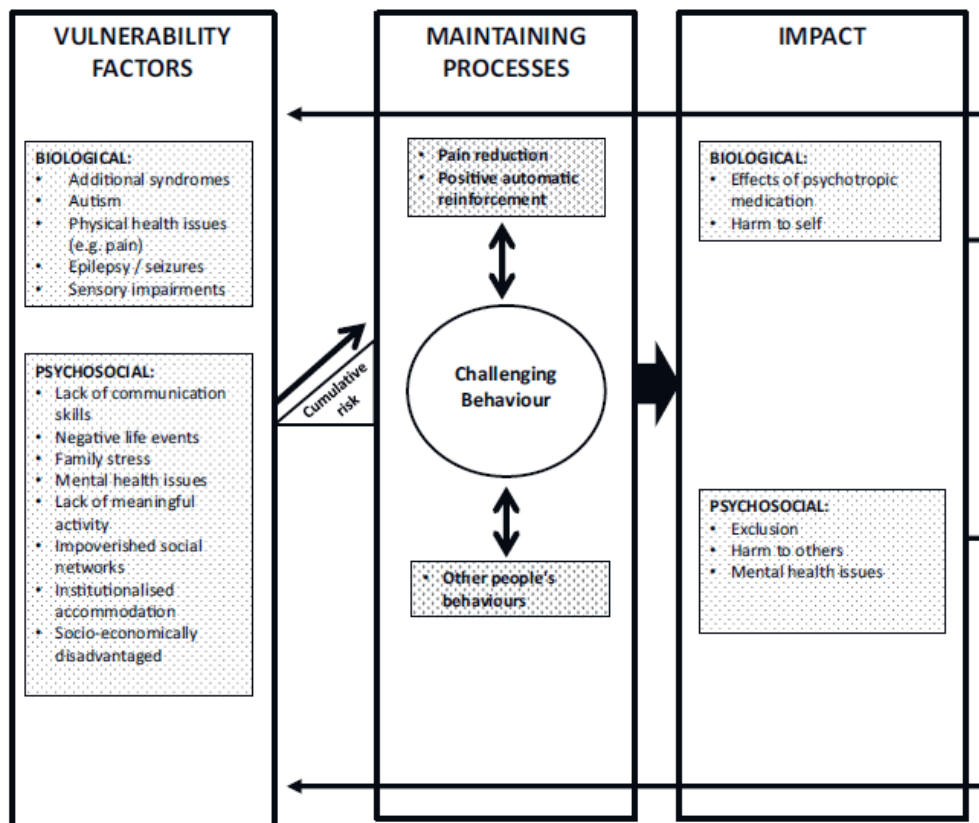 VULNERABILITY
FACTORS
BIOLOGICAL:
• Additional syndromes
• Autism
• Physical health issues
(e.g. pain)
• Epilepsy / seizures
• Sensory impairments
PSYCHOSOCIAL:
• Lack of communication
skills
• Negative life events
• Family stress
• Mental health issues
• Lack of meaningful
activity
• Impoverished social
networks
• Institutionalised
accommodation
• Socio-economically
disadvantaged
Cumulative
risk
MAINTAINING
PROCESSES
• Pain reduction
• Positive automatic
reinforcement
Challenging
Behaviour
• Other people's
behaviours
IMPACT
BIOLOGICAL:
• Effects of psychotropic
medication
• Harm to self
PSYCHOSOCIAL:
• Exclusion
• Harm to others
• Mental health issues